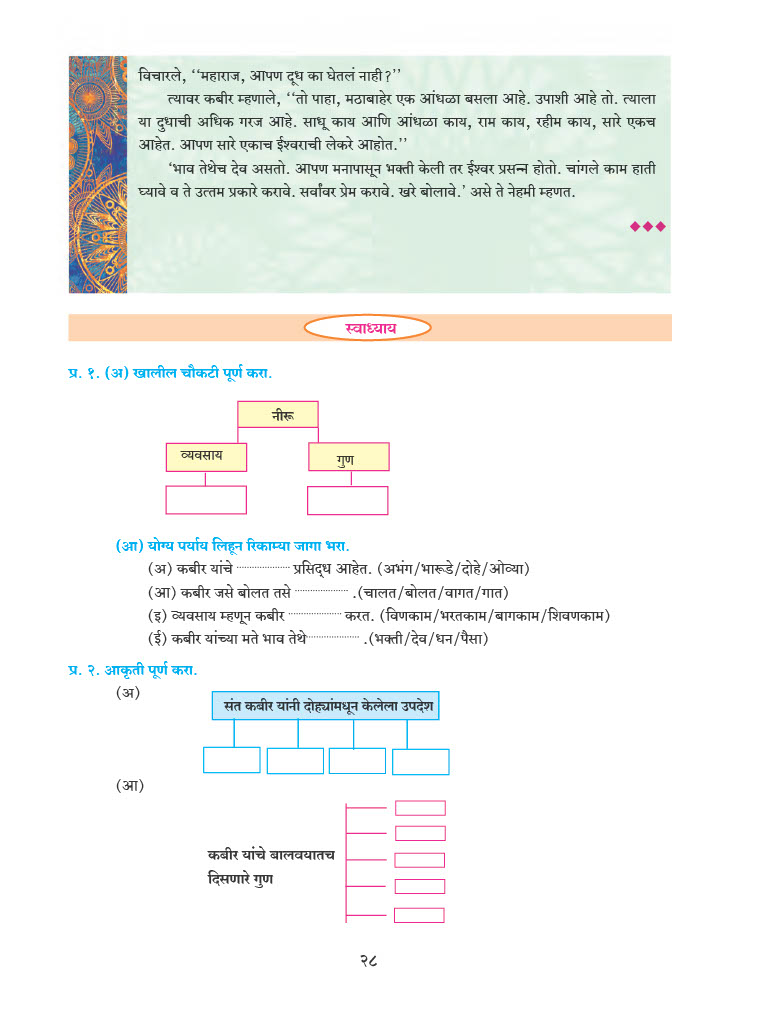 विचारले, ‘‘महाराज, आपण दूध का घेतलं नाही?’’
त्यावर कबीर म्हणाले, ‘‘तो पाहा, मठाबाहेर एक आंधळा बसला आहे. उपाशी आहे तो. त्याला
या दुधाची अधिक गरज आहे. साधू काय आणि आंधळा काय, राम काय, रहीम काय, सारे एकच
आहेत. आपण सारे एकाच ईश्वराची लेकरे आहोत.’’
‘भाव तेथेच देव असतो. आपण मनापासून भक्ती केली तर ईश्वर प्रसन्न होतो. चांगले काम हाती
घ्यावे व ते उत्तम प्रकारे करावे. सर्वांवर प्रेम करावे. खरे बोलावे.’ असे ते नेहमी म्हणत.
स्वाध्याय
प्र. १. (अ) खालील चौकटी पूर्ण करा.
नीरू
व्यवसाय गुण
(आ) योग्य पर्याय लिहून रिकाम्या जागा भरा.
(अ) कबीर यांचे .................... प्रसिद्ध आहेत. (अभंग/भारूडे/दोहे/ओव्या)
(आ) कबीर जसे बोलत तसे .................... .(चालत/बोलत/वागत/गात)
(इ) व्यवसाय म्हणून कबीर .................... करत. (विणकाम/भरतकाम/बागकाम/शिवणकाम)
(ई) कबीर यांच्या मते भाव तेथे.................... .(भक्ती/देव/धन/पैसा)
प्र. २. आकृती पूर्ण करा.
(अ)
संत कबीर यांनी दोह्यांमधून केलेला उपदेश
(आ)
कबीर यांचे बालवयातच
दिसणारे गुण
२८